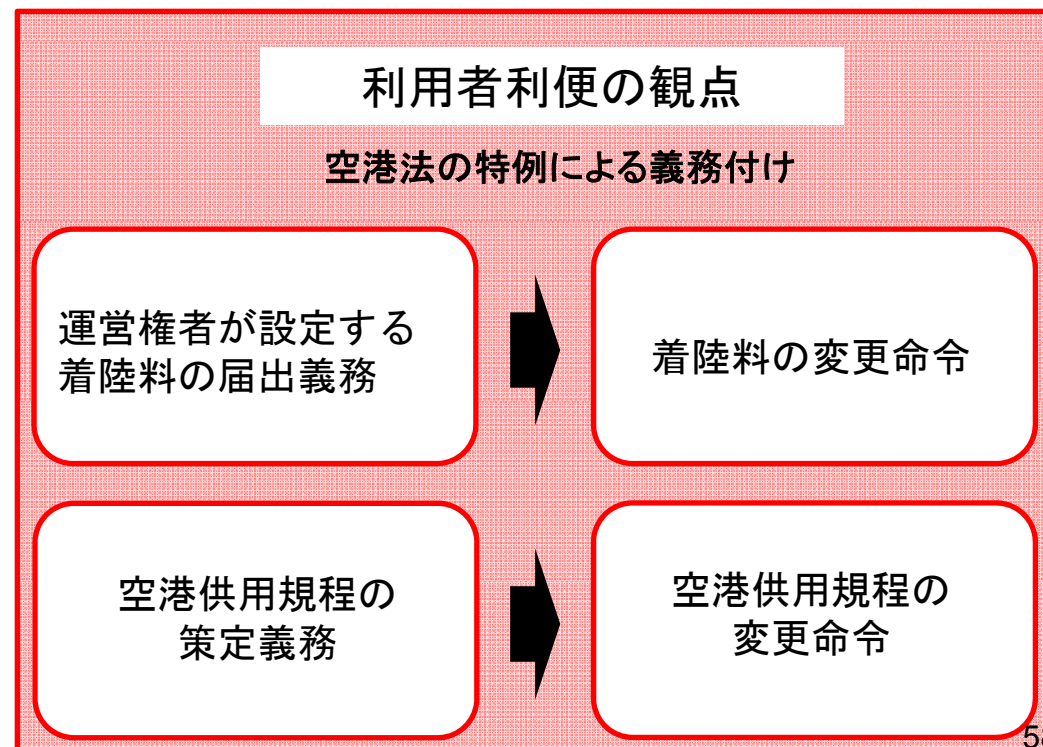 利用者利便の観点
空港法の特例による義務付け
運営権者が設定する
着陸料の届出義務
着陸料の変更命令
空港供用規程の
策定義務
空港供用規程の
変更命令